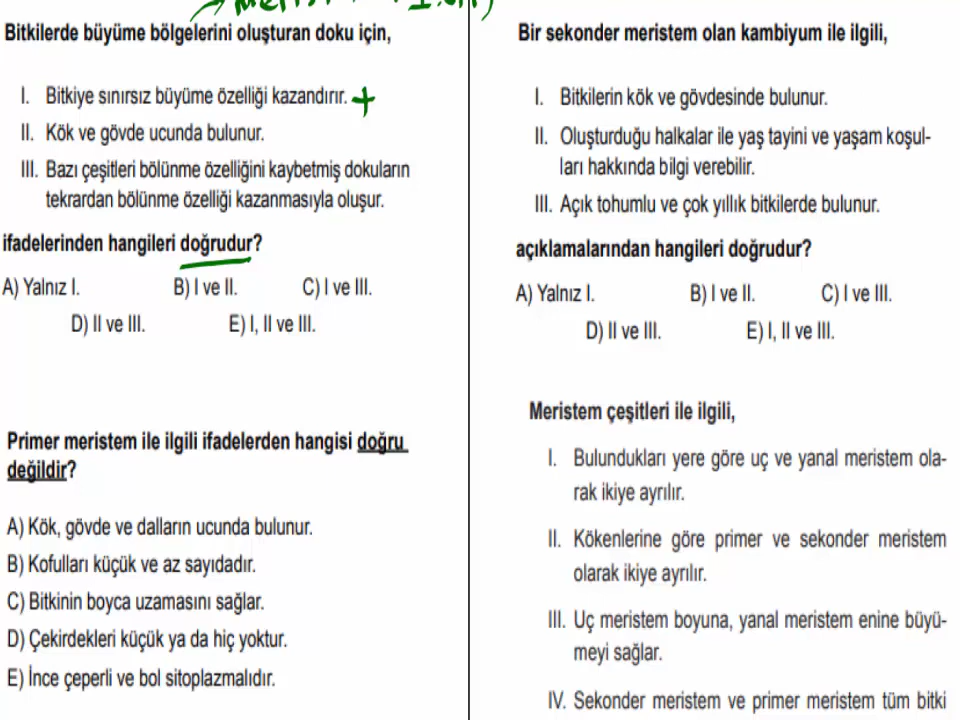 Bitkilerde büyüme bölgelerini oluşturan doku için,
I. Bitkiye sınırsız büyüme özelliği kazandırır. +
II. Kök ve gövde ucunda bulunur.
III. Bazı çeşitleri bölünme özelliğini kaybetmiş dokuların
tekrardan bölünme özelliği kazanmasıyla oluşur.
ifadelerinden hangileri doğrudur?
A) Yalnız I. B) I ve II. C) I ve III.
D) II ve III. E) I, II ve III.
Primer meristem ile ilgili ifadelerden hangisi doğru
değildir?
A) Kök, gövde ve dalların ucunda bulunur.
B) Kofulları küçük ve az sayıdadır.
C) Bitkinin boyca uzamasını sağlar.
D) Çekirdekleri küçük ya da hiç yoktur.
E) İnce çeperli ve bol sitoplazmalıdır.
Bir sekonder meristem olan kambiyum ile ilgili,
I. Bitkilerin kök ve gövdesinde bulunur.
II. Oluşturduğu halkalar ile yaş tayini ve yaşam koşul-
ları hakkında bilgi verebilir.
III. Açık tohumlu ve çok yıllık bitkilerde bulunur.
açıklamalarından hangileri doğrudur?
A) Yalnız I. B) I ve II. C) I ve III.
D) II ve III. E) I, II ve III.
Meristem çeşitleri ile ilgili,
I. Bulundukları yere göre uç ve yanal meristem ola-
rak ikiye ayrılır.
II. Kökenlerine göre primer ve sekonder meristem
olarak ikiye ayrılır.
III. Uç meristem boyuna, yanal meristem enine büyü-
meyi sağlar.
IV. Sekonder meristem ve primer meristem tüm bitki